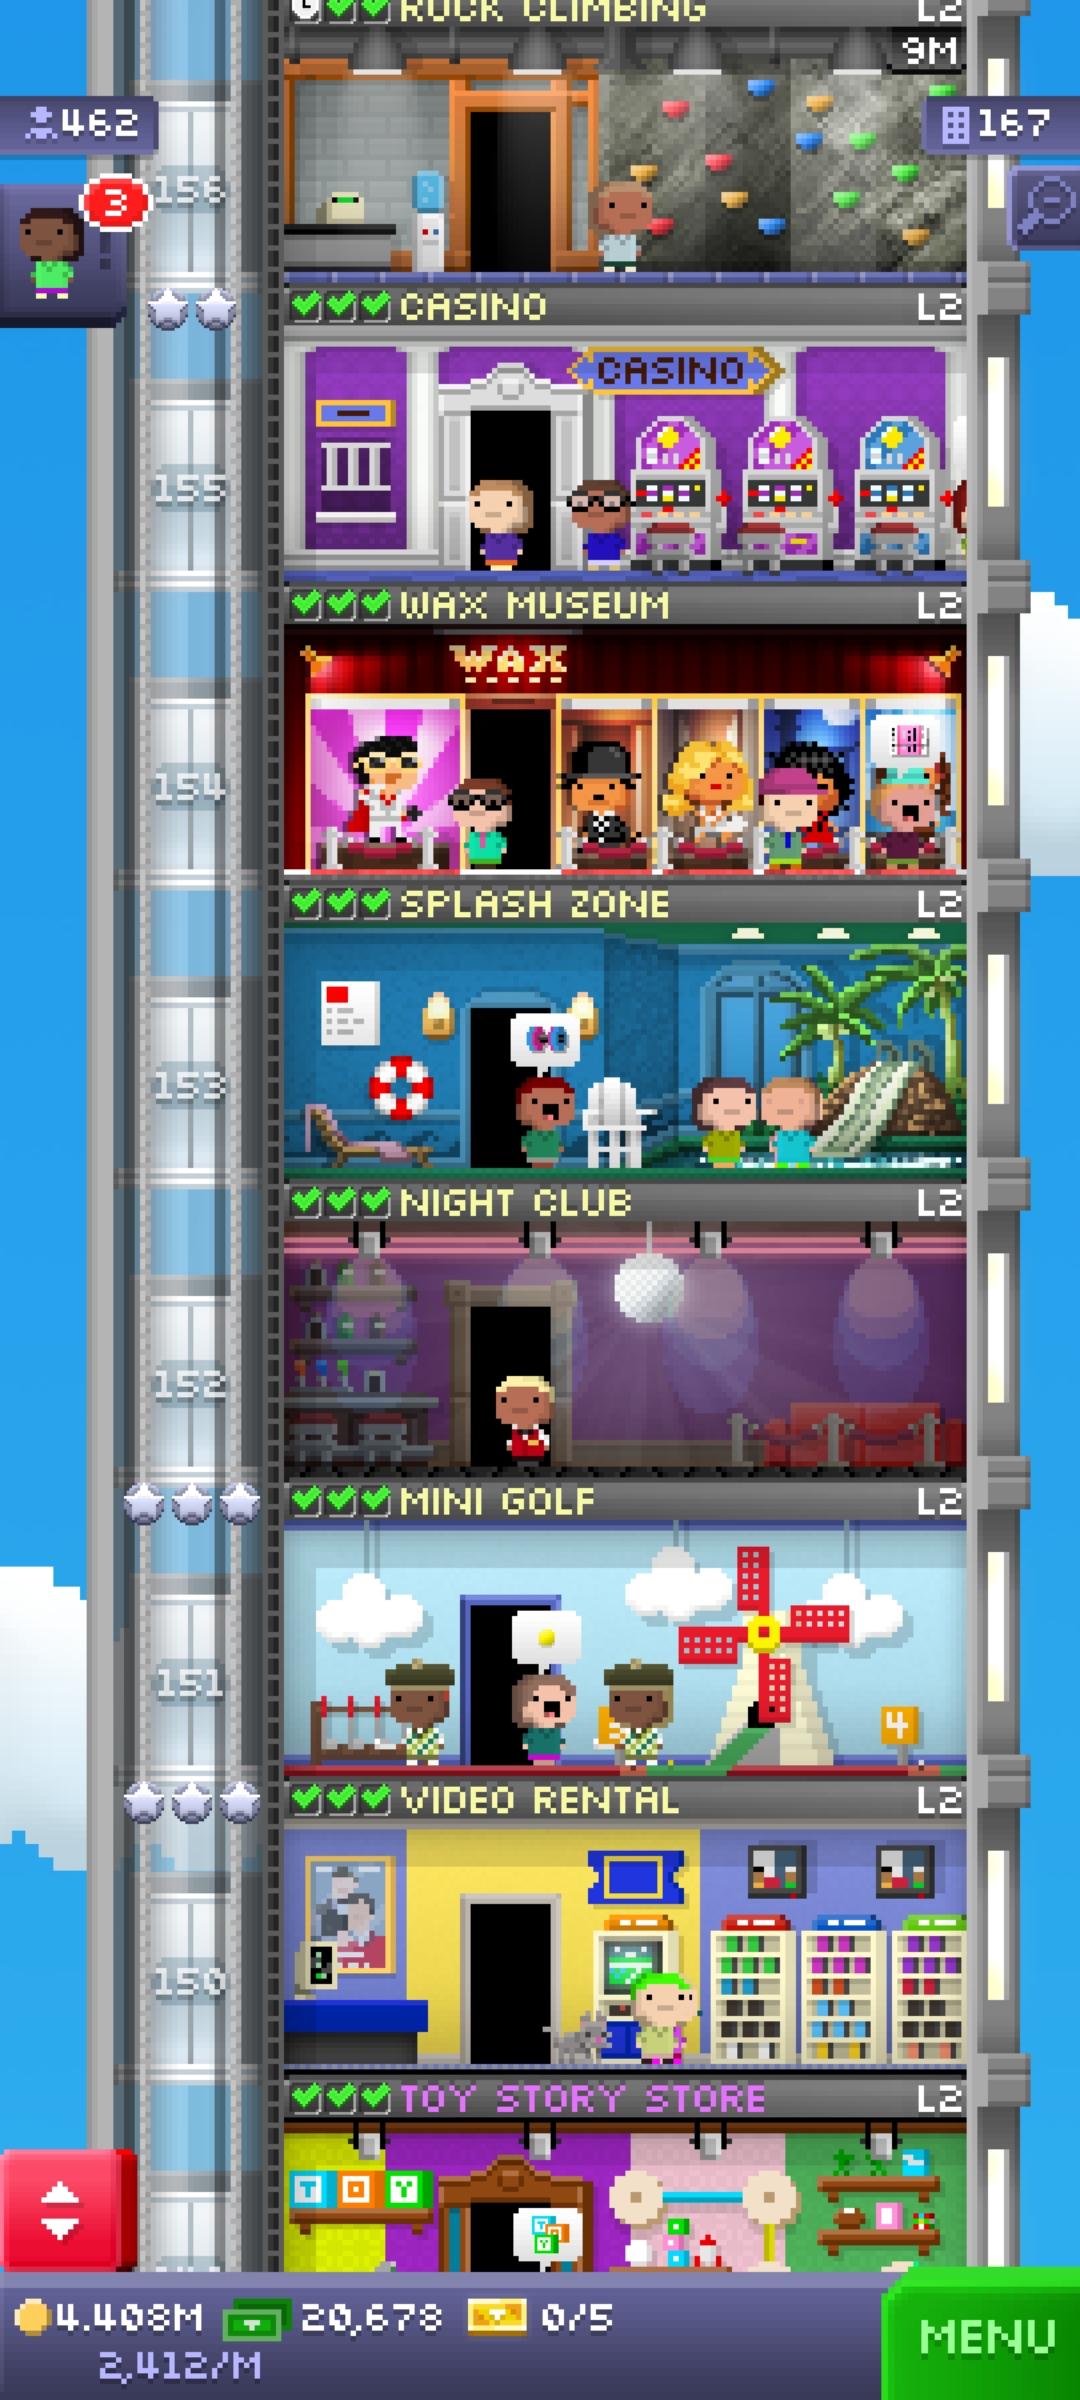 ROCK CLIMBING L2
9M
462
167
3
156
CASINO L2
CASINO
155
WAX MUSEUM L2
WAX
154
SPLASH ZONE L2
153
NIGHT CLUB L2
152
MINI GOLF L2
151
4
VIDEO RENTAL L2
150
TOY STORY STORE L2
T O Y
4.408M 20,678 0/5
2,412/M
MENU